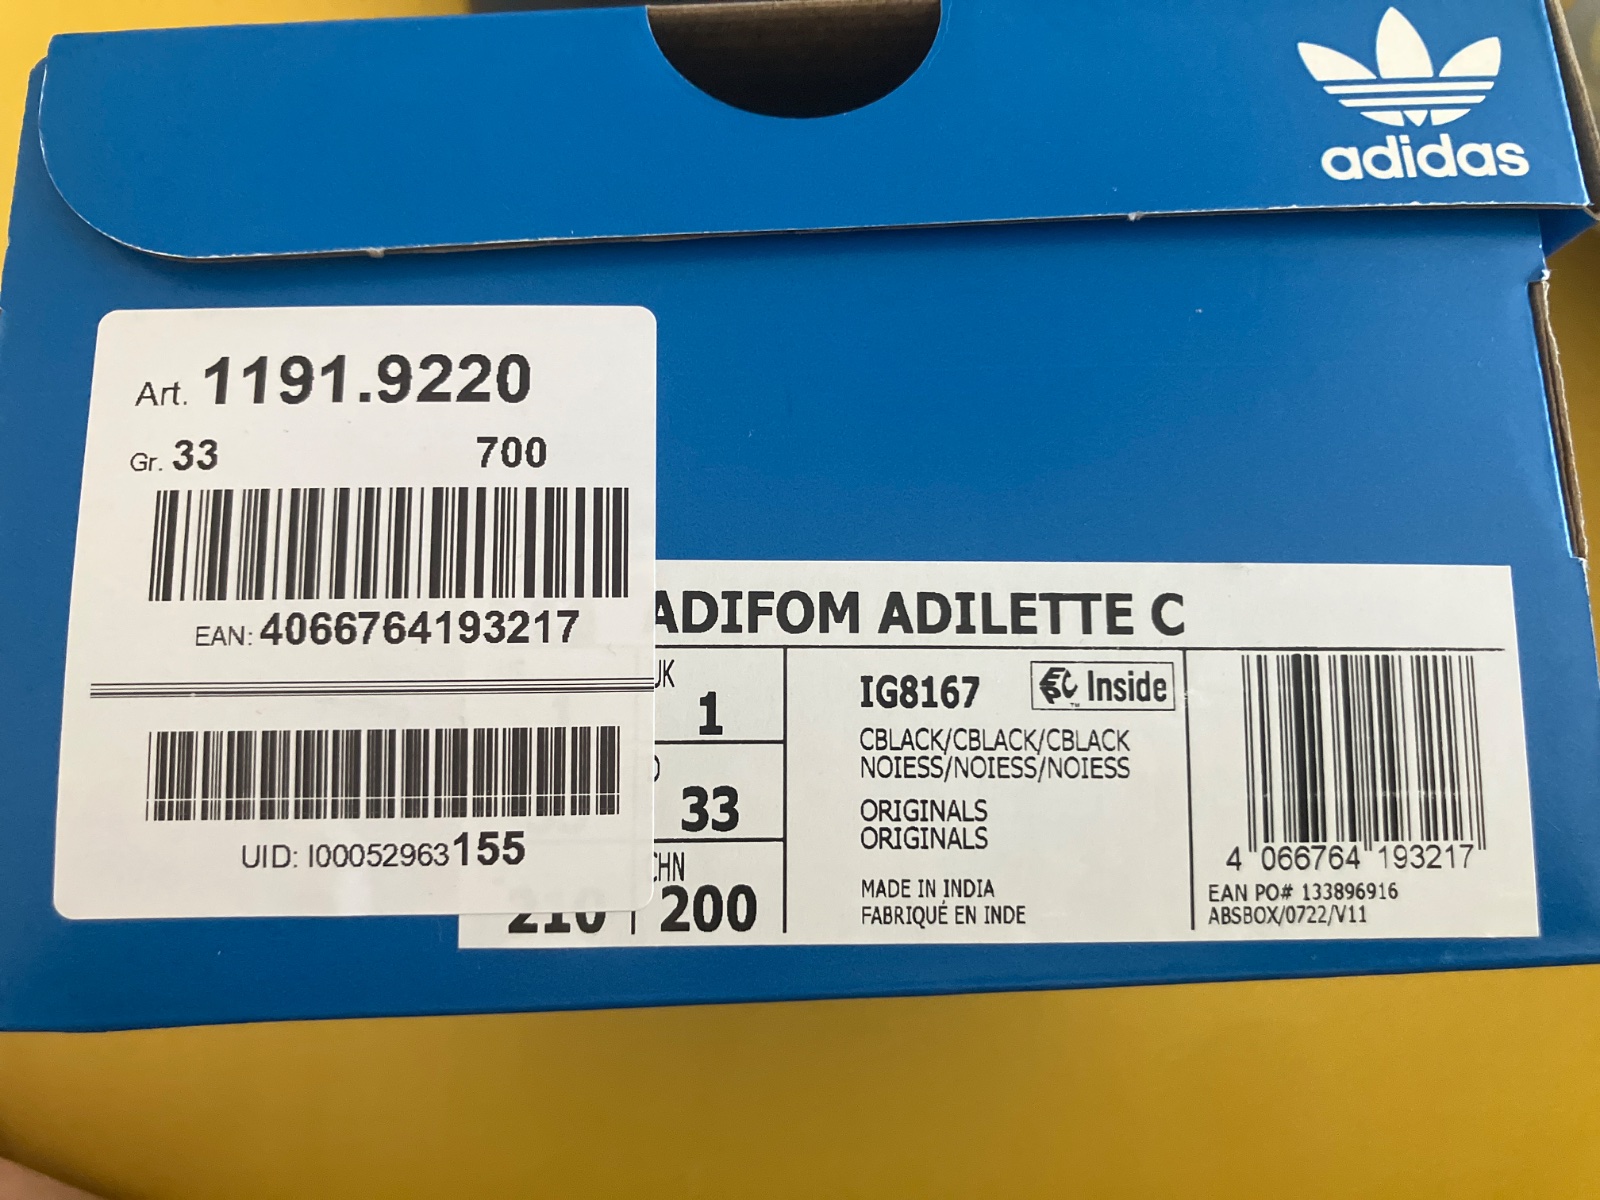 adidas
Art. 1191.9220
Gr. 33 700
EAN: 4066764193217
UID: I00052963155
ADIFOM ADILETTE C
UK
1
33
CHN
210 200
IG8167
Inside
TM
CBLACK/CBLACK/CBLACK
NOIESS/NOIESS/NOIESS
ORIGINALS
ORIGINALS
MADE IN INDIA
FABRIQUÉ EN INDE
4 066764 193217
EAN PO# 133896916
ABSBOX/0722/V11